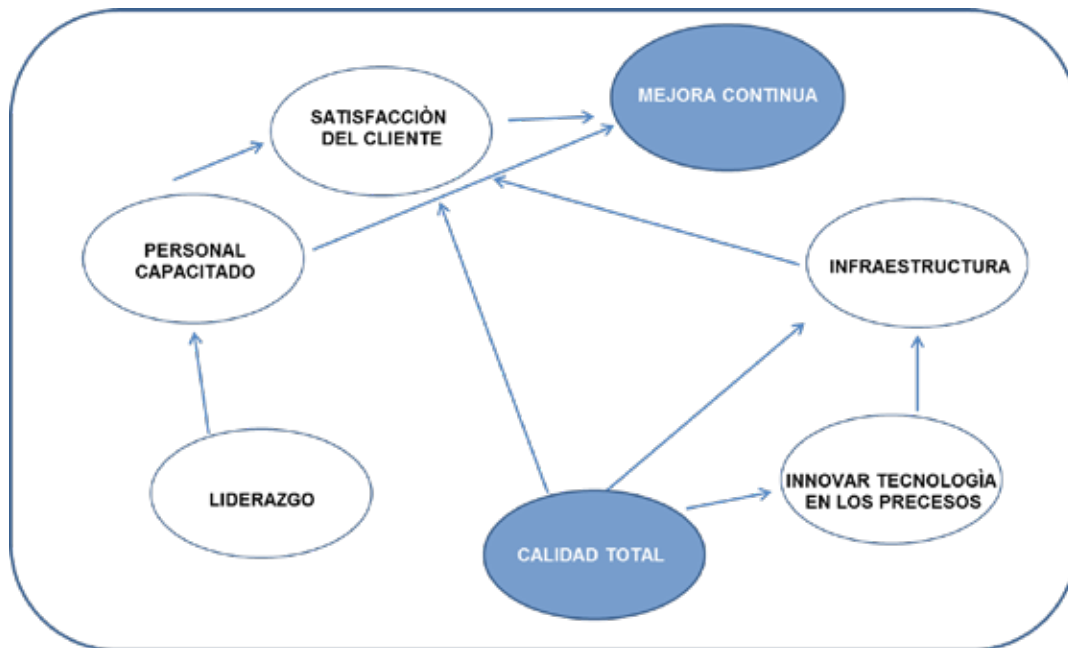 MEJORA CONTINUA
SATISFACCIÒN
DEL CLIENTE
PERSONAL
CAPACITADO
INFRAESTRUCTURA
LIDERAZGO
INNOVAR TECNOLOGÌA
EN LOS PRECESOS
CALIDAD TOTAL